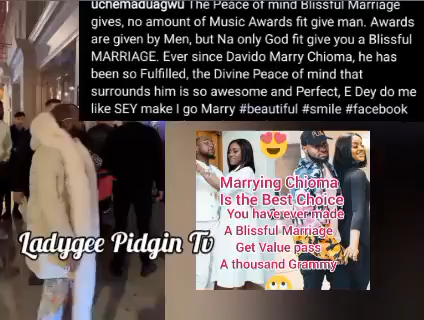 uchemaduagwu The Peace of mind Blissful Marriage
gives, no amount of Music Awards fit give man. Awards
are given by Men, but Na only God fit give you a Blissful
MARRIAGE. Ever since Davido Marry Chioma, he has
been so Fulfilled, the Divine Peace of mind that
surrounds him is so awesome and Perfect, E Dey do me
like SEY make I go Marry #beautiful #smile #facebook
Marrying Chioma
Is the Best Choice
You have ever made
A Blissful Marriage
Get Value pass
A thousand Grammy
Ladygee Pidgin Tv